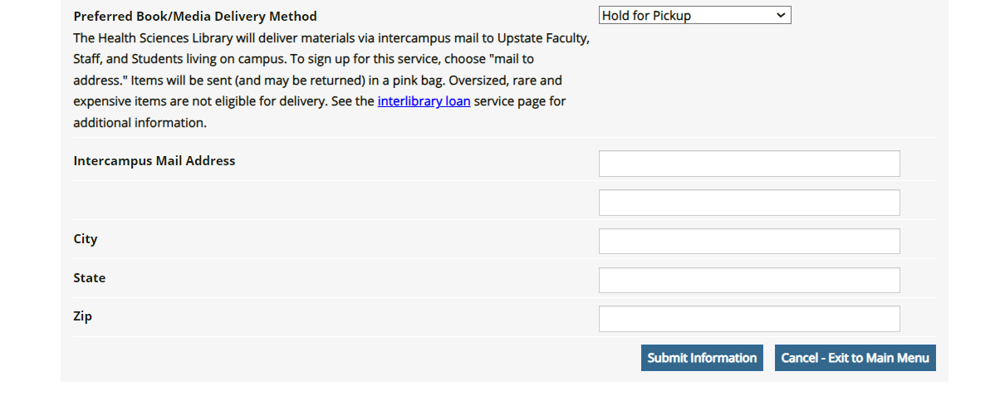 Preferred Book/Media Delivery Method
Hold for Pickup
The Health Sciences Library will deliver materials via intercampus mail to Upstate Faculty,
Staff, and Students living on campus. To sign up for this service, choose "mail to
address." Items will be sent (and may be returned) in a pink bag. Oversized, rare and
expensive items are not eligible for delivery. See the interlibrary loan service page for
additional information.
Intercampus Mail Address
City
State
Zip
Submit Information
Cancel - Exit to Main Menu